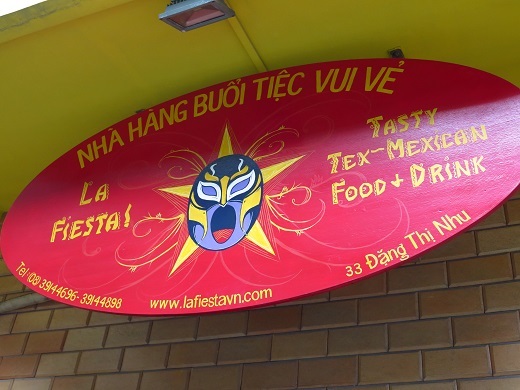 NHÀ HÀNG BUỔI TIỆC VUI VẺ
LA
FIESTA!
TASTY
TEX-MEXICAN
FOOD + DRINK
Tel (08) 39144696 - 39144898
www.lafiestavn.com
33 Đặng Thị Nhu